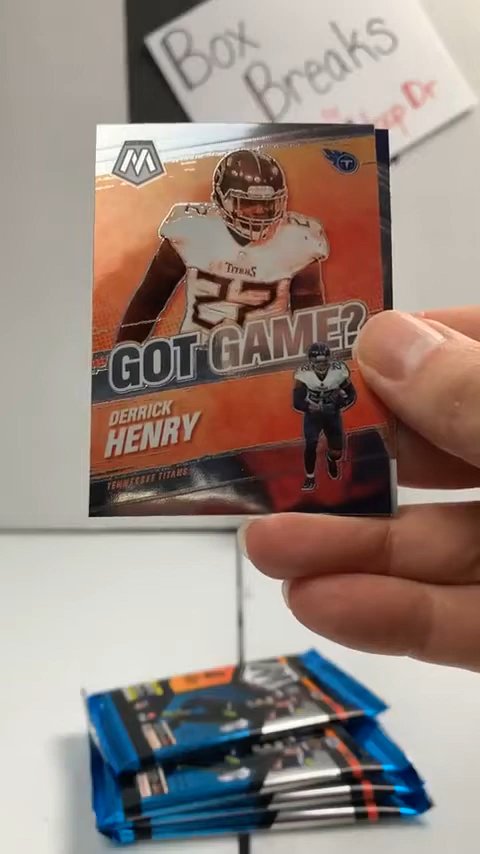 Box
Breaks
TITANS
22
GOT GAME?
DERRICK
HENRY
TENNESSEE TITANS